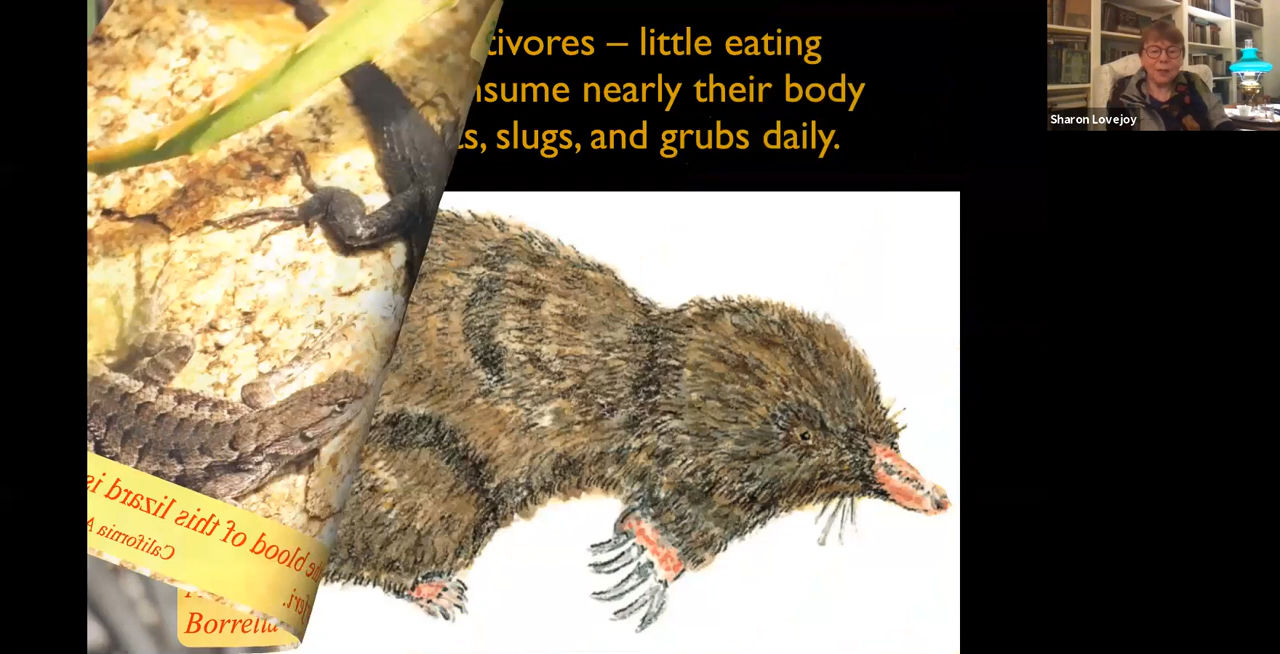 tivores – little eating
nsume nearly their body
ts, slugs, and grubs daily.
Sharon Lovejoy
blood of this lizard is
California A
feri.
Borrelia